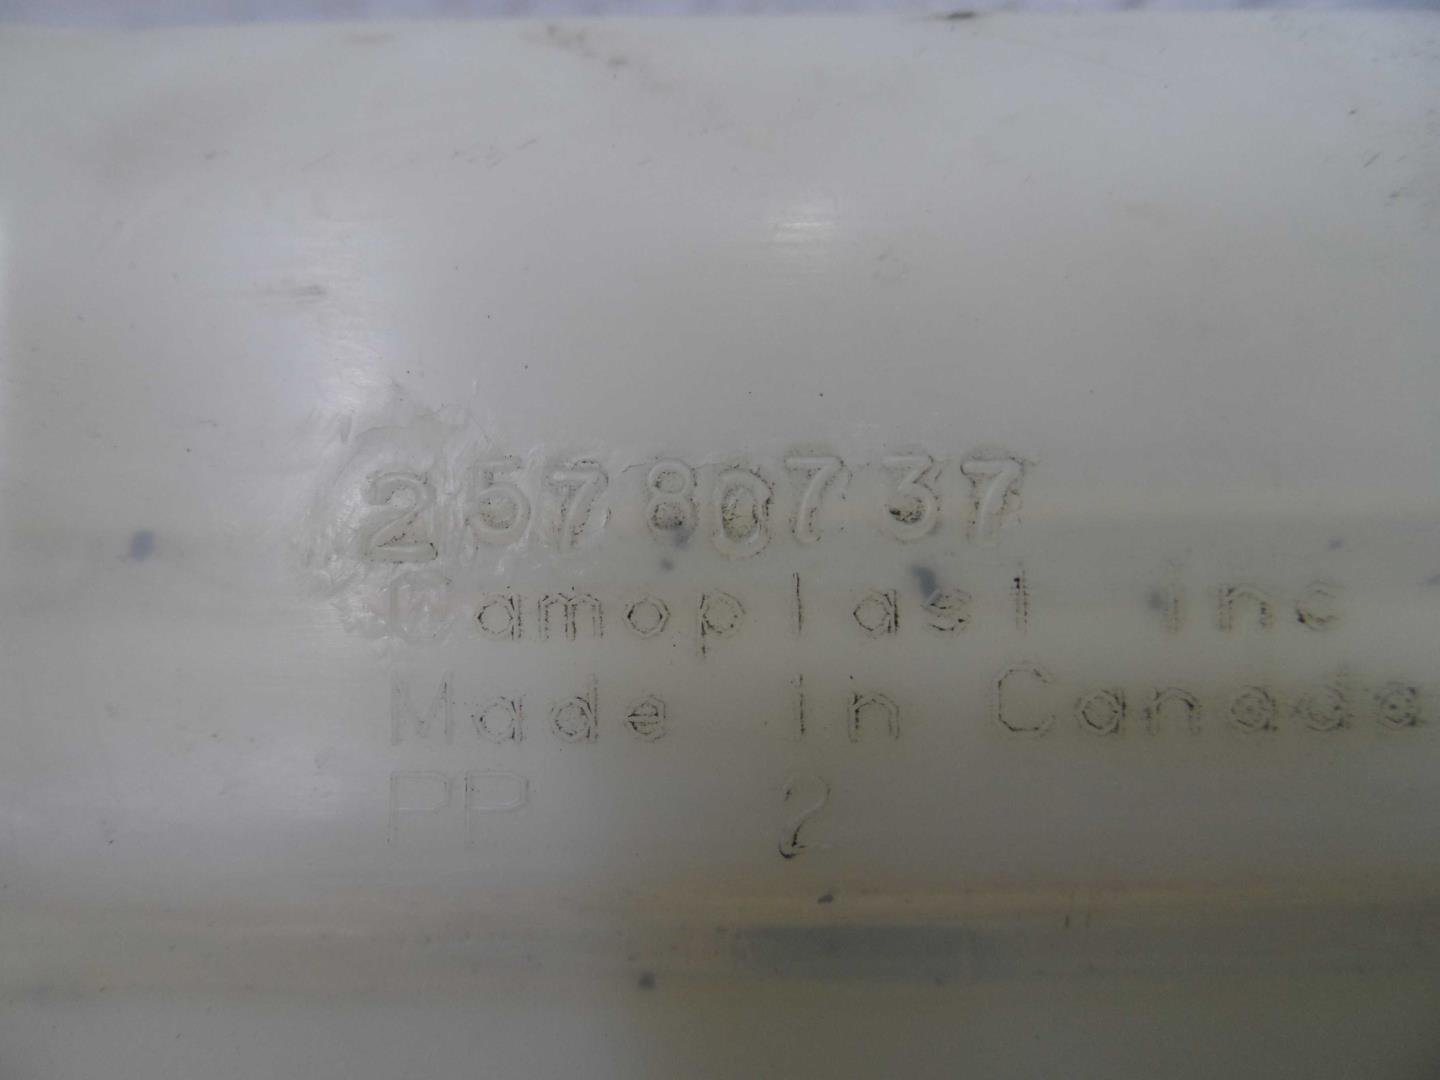 25780737
Camoplast inc
Made in Canada
PP 2